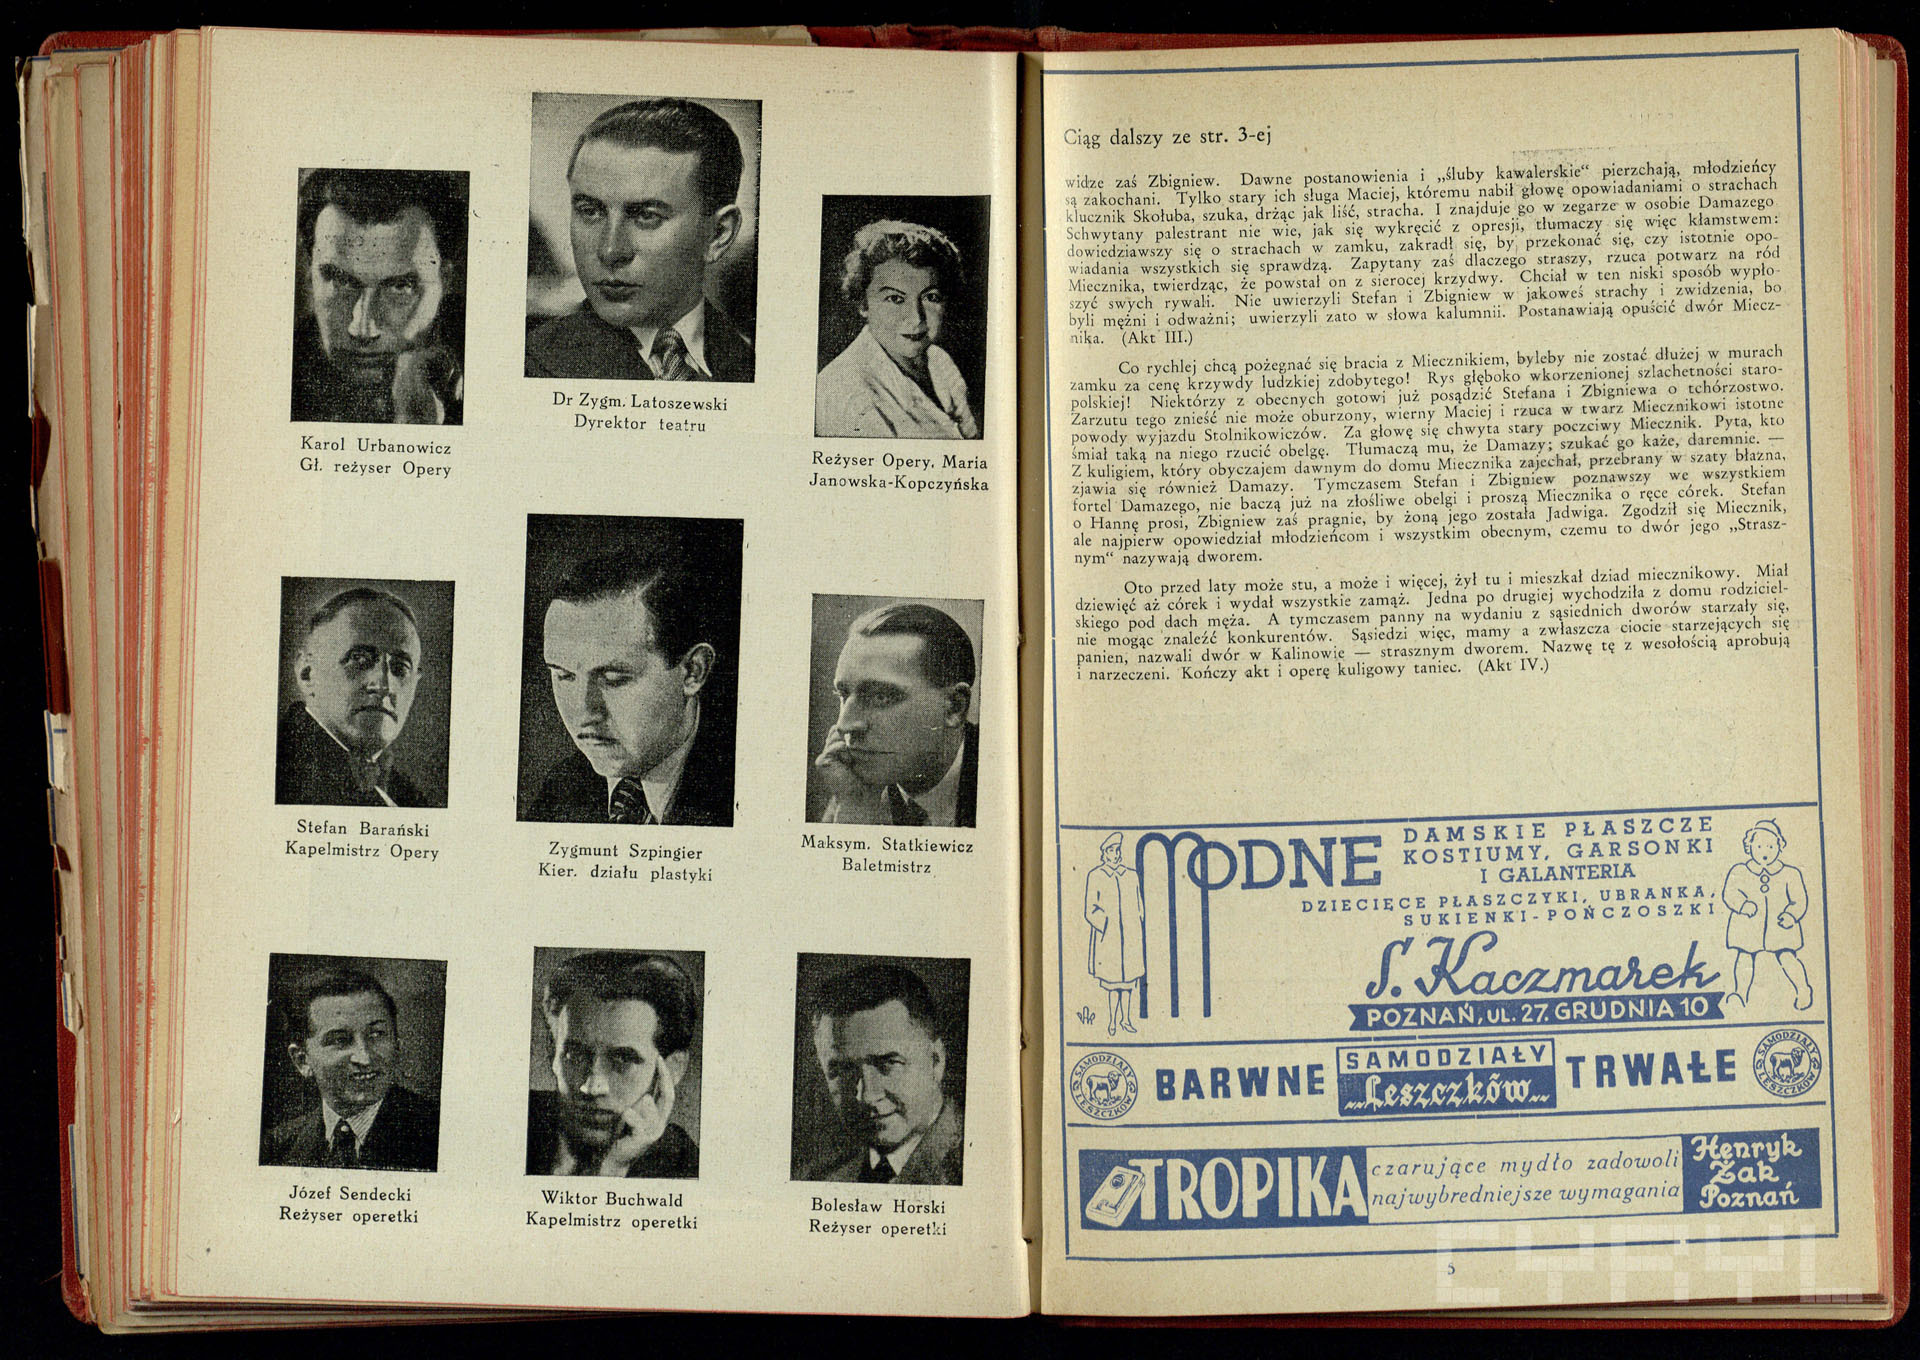 Karol Urbanowicz
Gł. reżyser Opery
Dr Zygm. Latoszewski
Dyrektor teatru
Reżyser Opery, Maria
Janowska-Kopczyńska
Stefan Barański
Kapelmistrz Opery
Zygmunt Szpingier
Kier. działu plastyki
Maksym. Statkiewicz
Baletmistrz
Józef Sendecki
Reżyser operetki
Wiktor Buchwald
Kapelmistrz operetki
Bolesław Horski
Reżyser operetki
Ciąg dalszy ze str. 3-ej
widze zaś Zbigniew. Dawne postanowienia i „śluby kawalerskie“ pierzchają, młodzieńcy
są zakochani. Tylko stary ich sługa Maciej, któremu nabił głowę opowiadaniami o strachach
klucznik Skołuba, szuka, drżąc jak liść, stracha. I znajduje go w zegarze w osobie Damazego
Schwytany palestrant nie wie, jak się wykręcić z opresji, tłumaczy się więc kłamstwem:
dowiedziawszy się o strachach w zamku, zakradł się, by przekonać się, czy istotnie opo-
wiadania wszystkich się sprawdzą. Zapytany zaś dlaczego straszy, rzuca potwarz na ród
Miecznika, twierdząc, że powstał on z sierocej krzydwy. Chciał w ten niski sposób wypło-
szyć swych rywali. Nie uwierzyli Stefan i Zbigniew w jakoweś strachy i zwidzenia, bo
byli mężni i odważni; uwierzyli zato w słowa kalumnii. Postanawiają opuścić dwór Miecz-
nika. (Akt III.)
Co rychlej chcą pożegnać się bracia z Miecznikiem, byleby nie zostać dłużej w murach
zamku za cenę krzywdy ludzkiej zdobytego! Rys głęboko wkorzenionej szlachetności staro-
polskiej! Niektórzy z obecnych gotowi już posądzić Stefana i Zbigniewa o tchórzostwo.
Zarzutu tego znieść nie może oburzony, wierny Maciej i rzuca w twarz Miecznikowi istotne
powody wyjazdu Stolnikowiczów. Za głowę się chwyta stary poczciwy Miecznik. Pyta, kto
śmiał taką na niego rzucić obelgę. Tłumaczą mu, że Damazy; szukać go każe, daremnie. —
Z kuligiem, który obyczajem dawnym do domu Miecznika zajechał, przebrany w szaty błazna,
zjawia się również Damazy. Tymczasem Stefan i Zbigniew poznawszy we wszystkiem
fortel Damazego, nie baczą już na złośliwe obelgi i proszą Miecznika o ręce córek. Stefan
o Hannę prosi, Zbigniew zaś pragnie, by żoną jego została Jadwiga. Zgodził się Miecznik,
ale najpierw opowiedział młodzieńcom i wszystkim obecnym, czemu to dwór jego „Strasz-
nym“ nazywają dworem.
Oto przed laty może stu, a może i więcej, żył tu i mieszkał dziad miecznikowy. Miał
dziewięć aż córek i wydał wszystkie zamąż. Jedna po drugiej wychodziła z domu rodziciel-
skiego pod dach męża. A tymczasem panny na wydaniu z sąsiednich dworów starzały się,
nie mogąc znaleźć konkurentów. Sąsiedzi więc, mamy a zwłaszcza ciocie starzejących się
panien, nazwali dwór w Kalinowie — strasznym dworem. Nazwę tę z wesołością aprobują
i narzeczeni. Kończy akt i operę kuligowy taniec. (Akt IV.)
MODNE
DAMSKIE PŁASZCZE
KOSTIUMY, GARSONKI
I GALANTERIA
DZIECIĘCE PŁASZCZYKI, UBRANKA,
SUKIENKI-POŃCZOSZKI
S. Kaczmarek
POZNAŃ, UL. 27. GRUDNIA 10
SAMODZIAŁY LESZCZKÓW
BARWNE
SAMODZIAŁY
„Leszczków„
TRWAŁE
SAMODZIAŁY LESZCZKÓW
TROPIKA
czarujące mydło zadowoli
najwybredniejsze wymagania
Henryk
Żak
Poznań
5
CYRYL